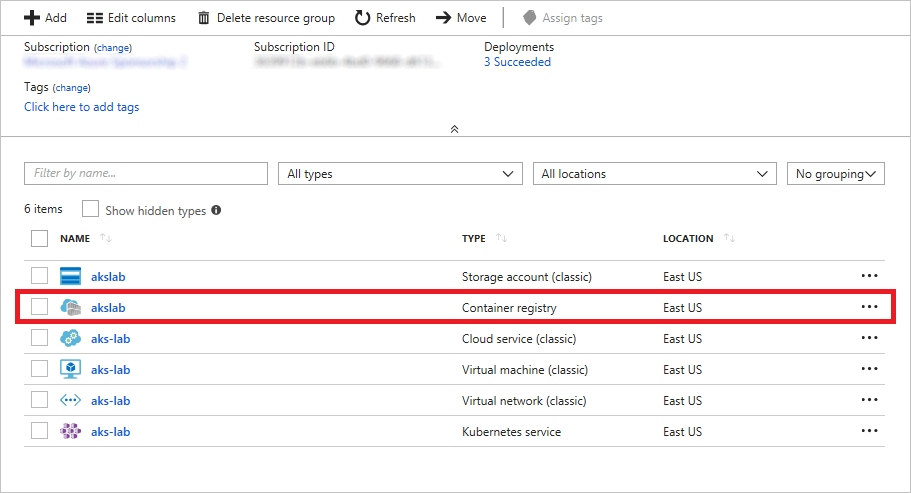 Add Edit columns Delete resource group Refresh Move Assign tags
Subscription (change) Subscription ID Deployments
3 Succeeded
Tags (change)
Click here to add tags
Filter by name... All types All locations No grouping
6 items Show hidden types
NAME TYPE LOCATION
akslab Storage account (classic) East US
akslab Container registry East US
aks-lab Cloud service (classic) East US
aks-lab Virtual machine (classic) East US
aks-lab Virtual network (classic) East US
aks-lab Kubernetes service East US